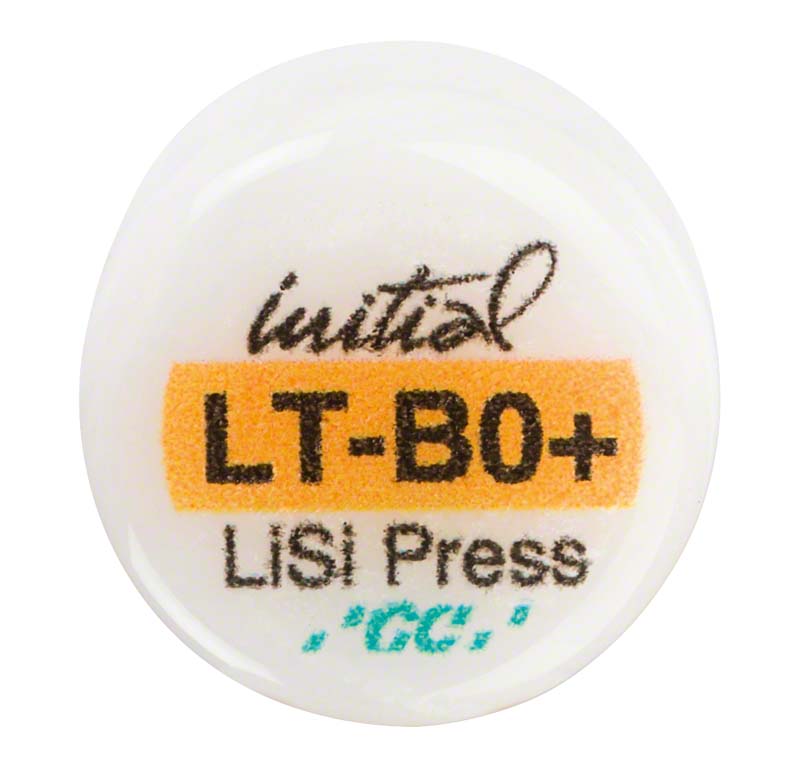 initial
LT-B0+
LiSi Press
GC